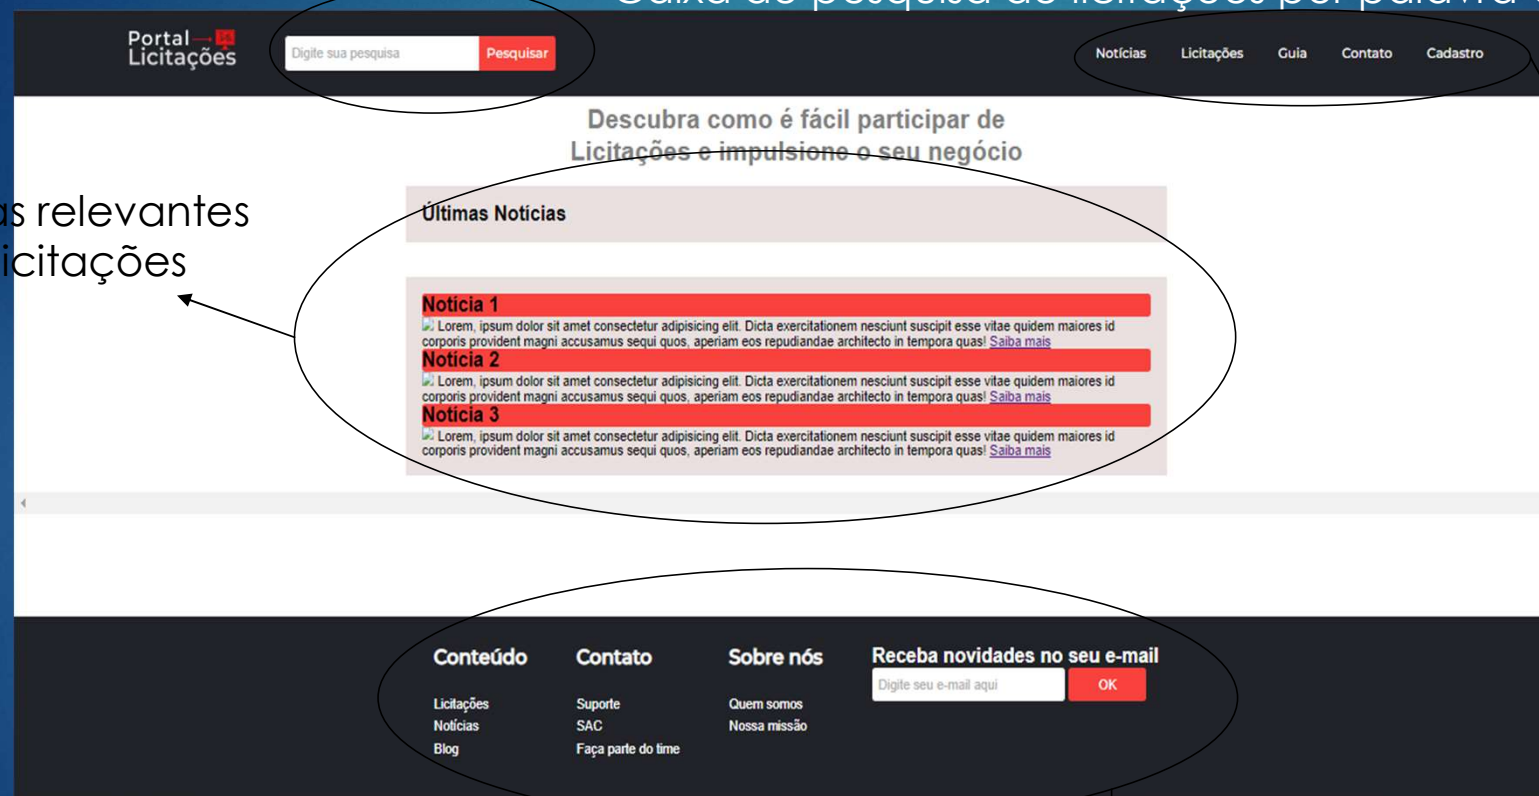 de licitações por palavra
Portal
Licitações
Digite sua pesquisa
Pesquisar
Notícias
Licitações
Guia
Contato
Cadastro
Descubra como é fácil participar de
Licitações e impulsione o seu negócio
relevantes
Últimas Notícias
Notícia 1
Lorem, ipsum dolor sit amet consectetur adipisicing elit. Dicta exercitationem nesciunt suscipit esse vitae quidem maiores id
corporis provident magni accusamus sequi quos, aperiam eos repudiandae architecto in tempora quas! Saiba mais
Notícia 2
Lorem, ipsum dolor sit amet consectetur adipisicing elit. Dicta exercitationem nesciunt suscipit esse vitae quidem maiores id
corporis provident magni accusamus sequi quos, aperiam eos repudiandae architecto in tempora quas! Saiba mais
Notícia 3
Lorem, ipsum dolor sit amet consectetur adipisicing elit. Dicta exercitationem nesciunt suscipit esse vitae quidem maiores id
corporis provident magni accusamus sequi quos, aperiam eos repudiandae architecto in tempora quas! Saiba mais
Conteúdo
Licitações
Notícias
Blog
Contato
Suporte
SAC
Faça parte do time
Sobre nós
Quem somos
Nossa missão
Receba novidades no seu e-mail
Digite seu e-mail aqui
OK